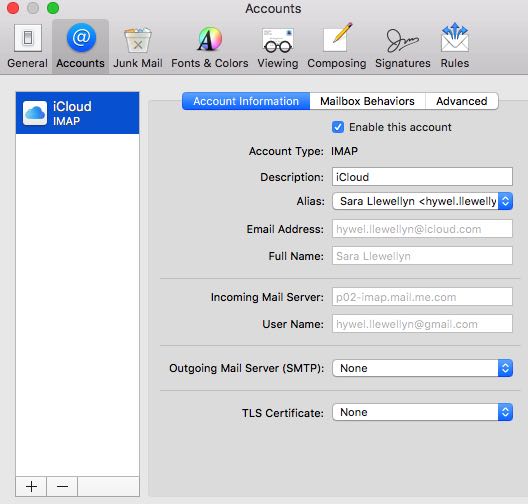 Accounts
General Accounts Junk Mail Fonts & Colors Viewing Composing Signatures Rules
iCloud
IMAP
Account Information Mailbox Behaviors Advanced
Enable this account
Account Type: IMAP
Description: iCloud
Alias: Sara Llewellyn <hywel.llewelly
Email Address: hywel.llewellyn@icloud.com
Full Name: Sara Llewellyn
Incoming Mail Server: p02-imap.mail.me.com
User Name: hywel.llewellyn@gmail.com
Outgoing Mail Server (SMTP): None
TLS Certificate: None